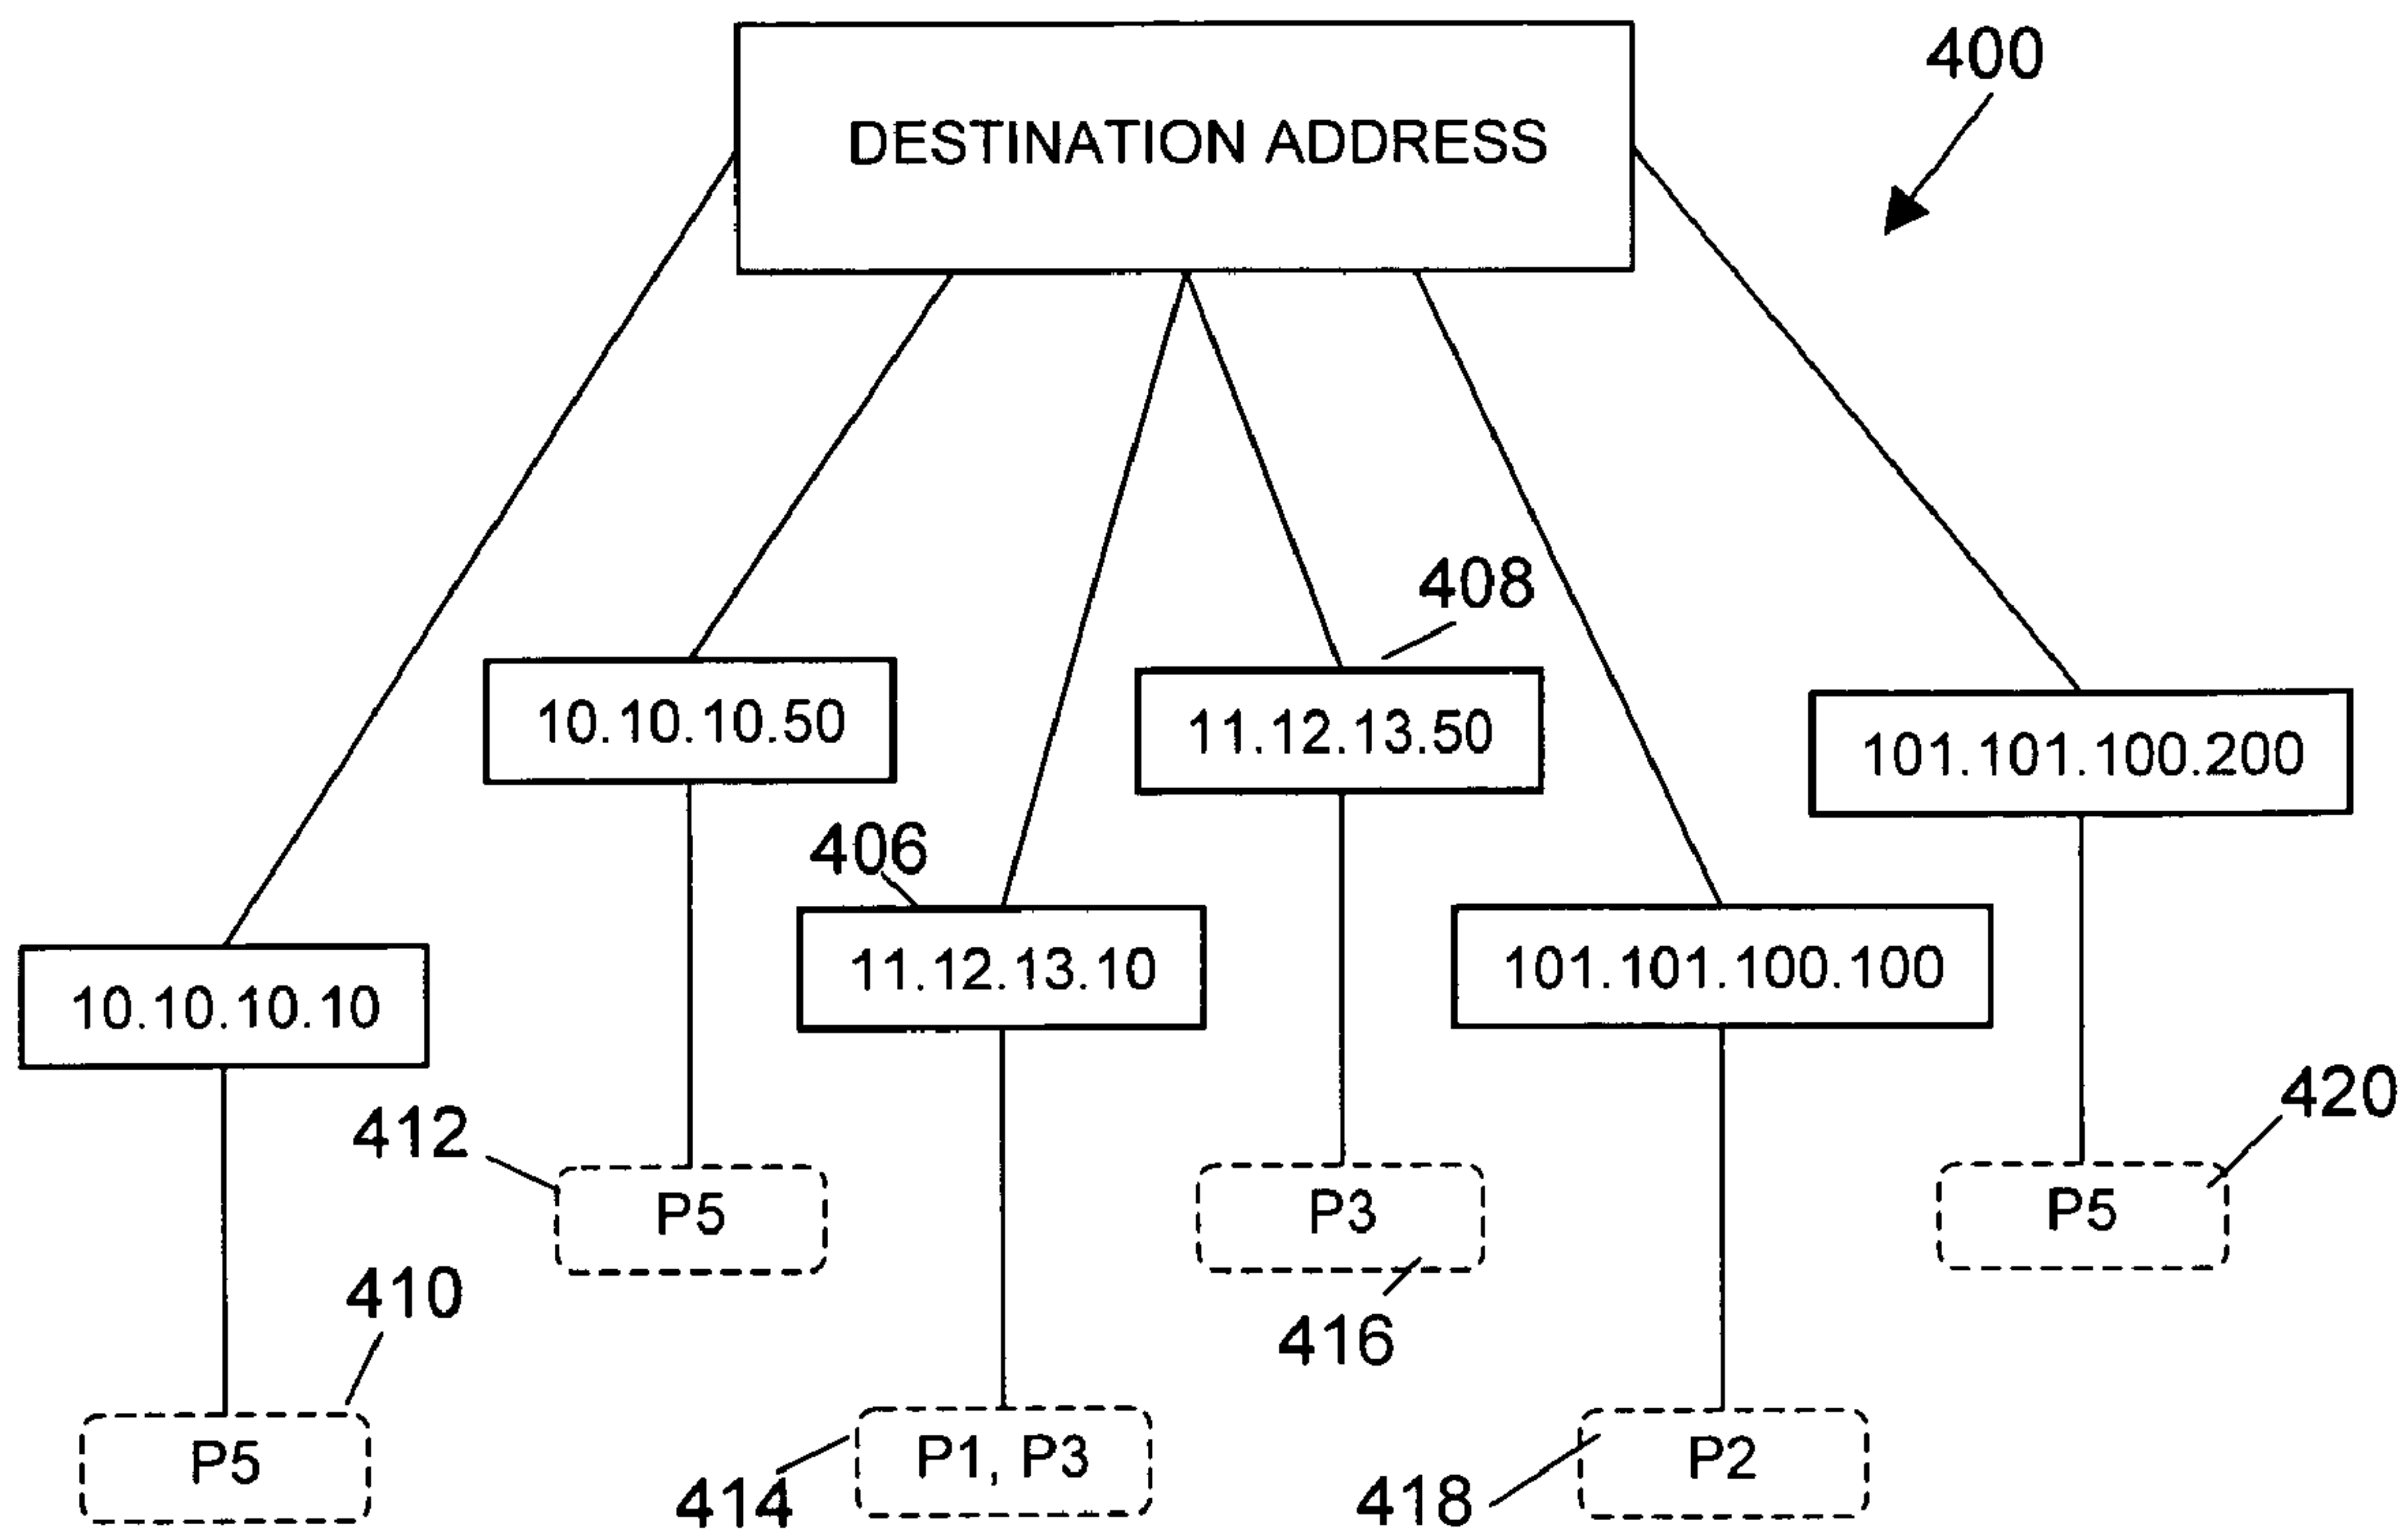 400
DESTINATION ADDRESS
408
10.10.10.50
11.12.13.50
101.101.100.200
406
11.12.13.10
101.101.100.100
10.10.10.10
412
420
P5
P3
P5
410
416
P5
414
P1, P3
418
P2